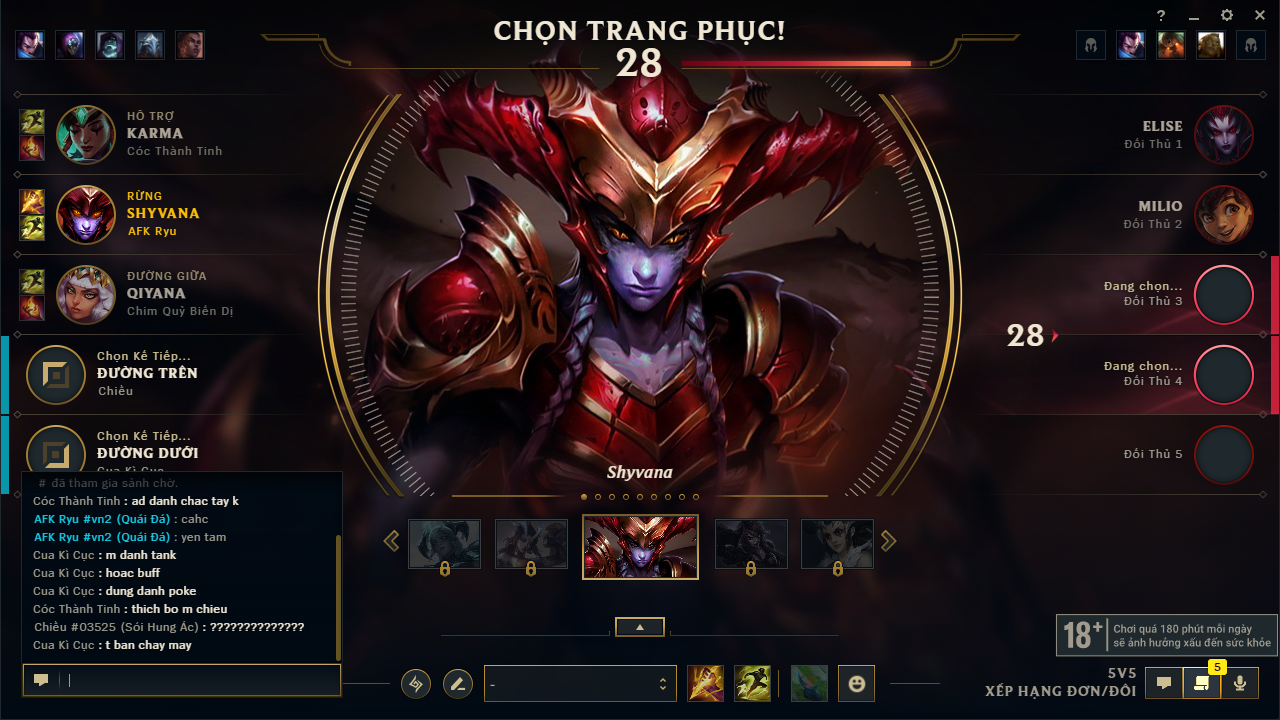 CHỌN TRANG PHỤC!
28
HỖ TRỢ
KARMA
Cóc Thành Tinh
RỪNG
SHYVANA
AFK Ryu
ĐƯỜNG GIỮA
QIYANA
Chim Quỷ Biến Dị
Chọn Kế Tiếp...
ĐƯỜNG TRÊN
Chiều
Chọn Kế Tiếp...
ĐƯỜNG DƯỚI
Cua Kì Cục
# đã tham gia sảnh chờ.
Cóc Thành Tinh : ad danh chac tay k
AFK Ryu #vn2 (Quái Đá) : cahc
AFK Ryu #vn2 (Quái Đá) : yen tam
Cua Kì Cục : m danh tank
Cua Kì Cục : hoac buff
Cua Kì Cục : dung danh poke
Cóc Thành Tinh : thich bo m chieu
Chiều #03525 (Sói Hung Ác) : ??????????????
Cua Kì Cục : t ban chay may
Shyvana
-
?
ELISE
Đối Thủ 1
MILIO
Đối Thủ 2
Đang chọn...
Đối Thủ 3
28
Đang chọn...
Đối Thủ 4
Đối Thủ 5
18+
Chơi quá 180 phút mỗi ngày
sẽ ảnh hưởng xấu đến sức khỏe
5V5
XẾP HẠNG ĐƠN/ĐÔI
5